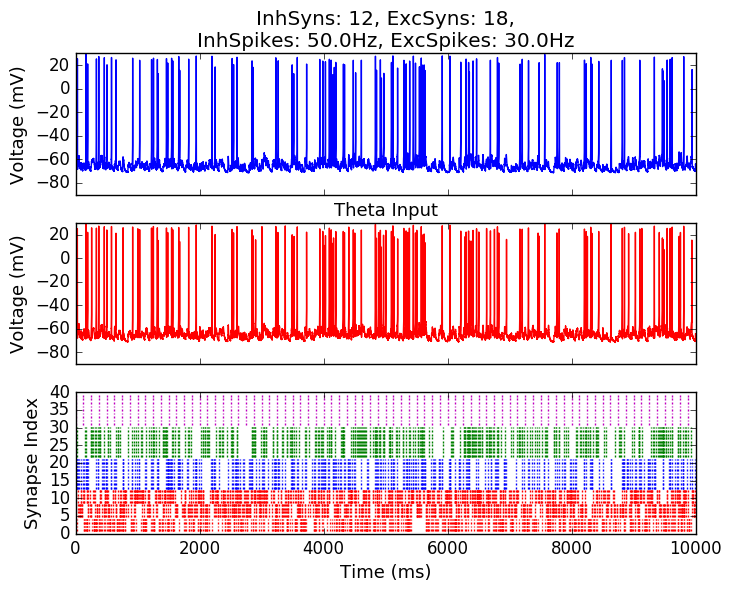 InhSyns: 12, ExcSyns: 18,
InhSpikes: 50.0Hz, ExcSpikes: 30.0Hz
Voltage (mV)
20
0
−20
−40
−60
−80
Theta Input
Voltage (mV)
20
0
−20
−40
−60
−80
Synapse Index
40
35
30
25
20
15
10
5
0
0 2000 4000 6000 8000 10000
Time (ms)